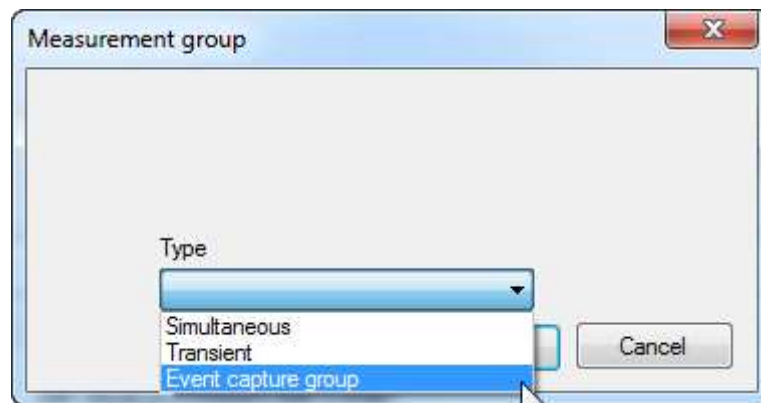 Measurement group
Type
Simultaneous
Transient
Event capture group
Cancel